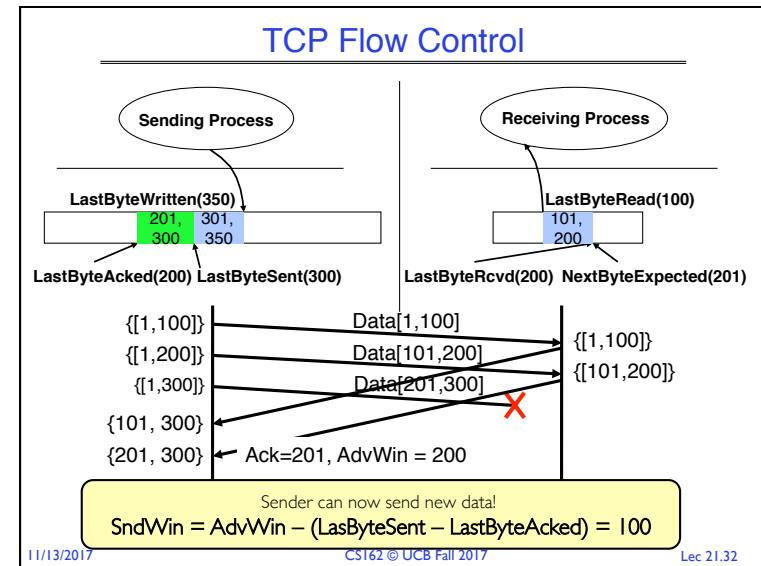 TCP Flow Control
Sending Process
Receiving Process
LastByteWritten(350)
LastByteRead(100)
201, 300
301, 350
101, 200
LastByteAcked(200) LastByteSent(300)
LastByteRcvd(200) NextByteExpected(201)
{[1,100]}
Data[1,100]
{[1,100]}
{[1,200]}
Data[101,200]
{[101,200]}
{[1,300]}
Data[201,300]
{101, 300}
{201, 300}
Ack=201, AdvWin = 200
Sender can now send new data!
SndWin = AdvWin – (LasByteSent – LastByteAcked) = 100
11/13/2017
CS162 © UCB Fall 2017
Lec 21.32